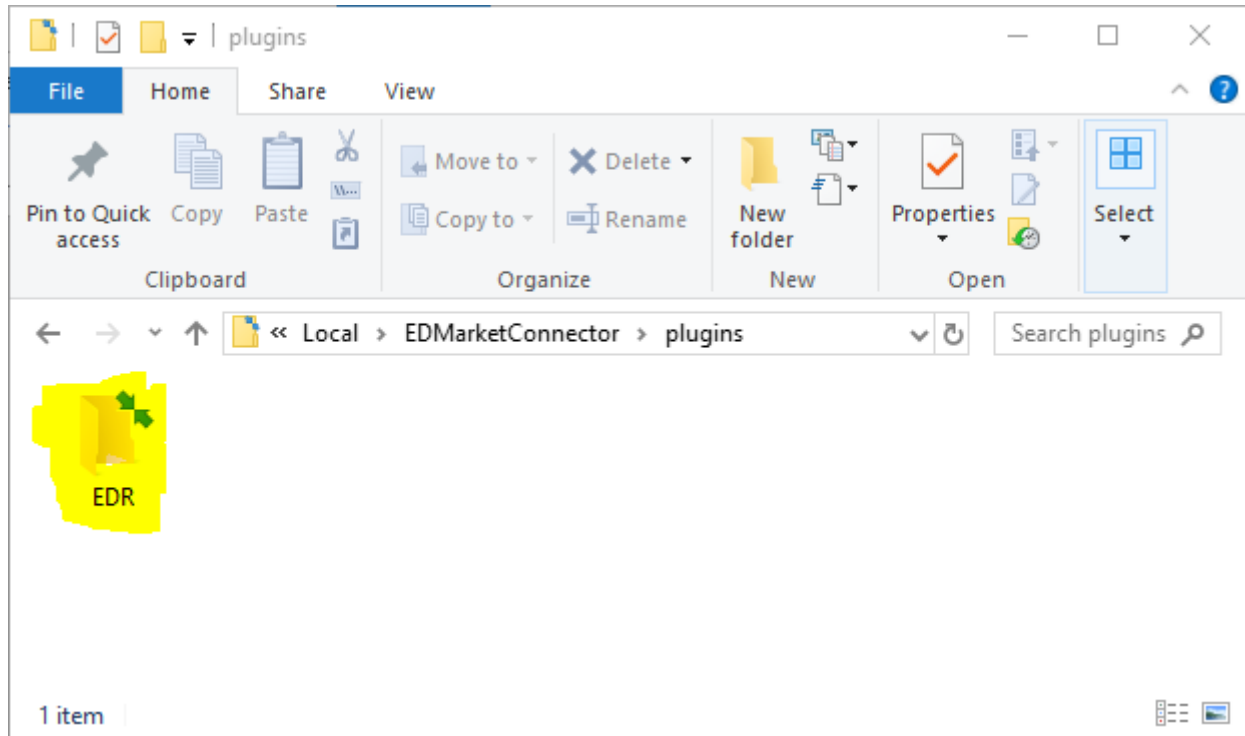 plugins
File Home Share View
Pin to Quick access Copy Paste
Move to Delete
Copy to Rename
New folder
Properties
Select
Clipboard Organize New Open
« Local > EDMarketConnector > plugins Search plugins
EDR
1 item